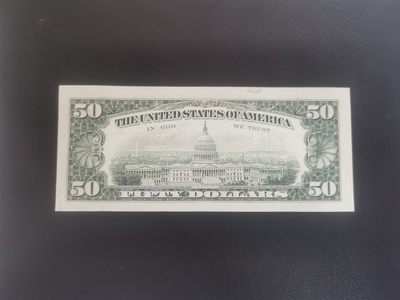 50 50
THE UNITED STATES OF AMERICA
IN GOD WE TRUST
50 50
FIFTY DOLLARS